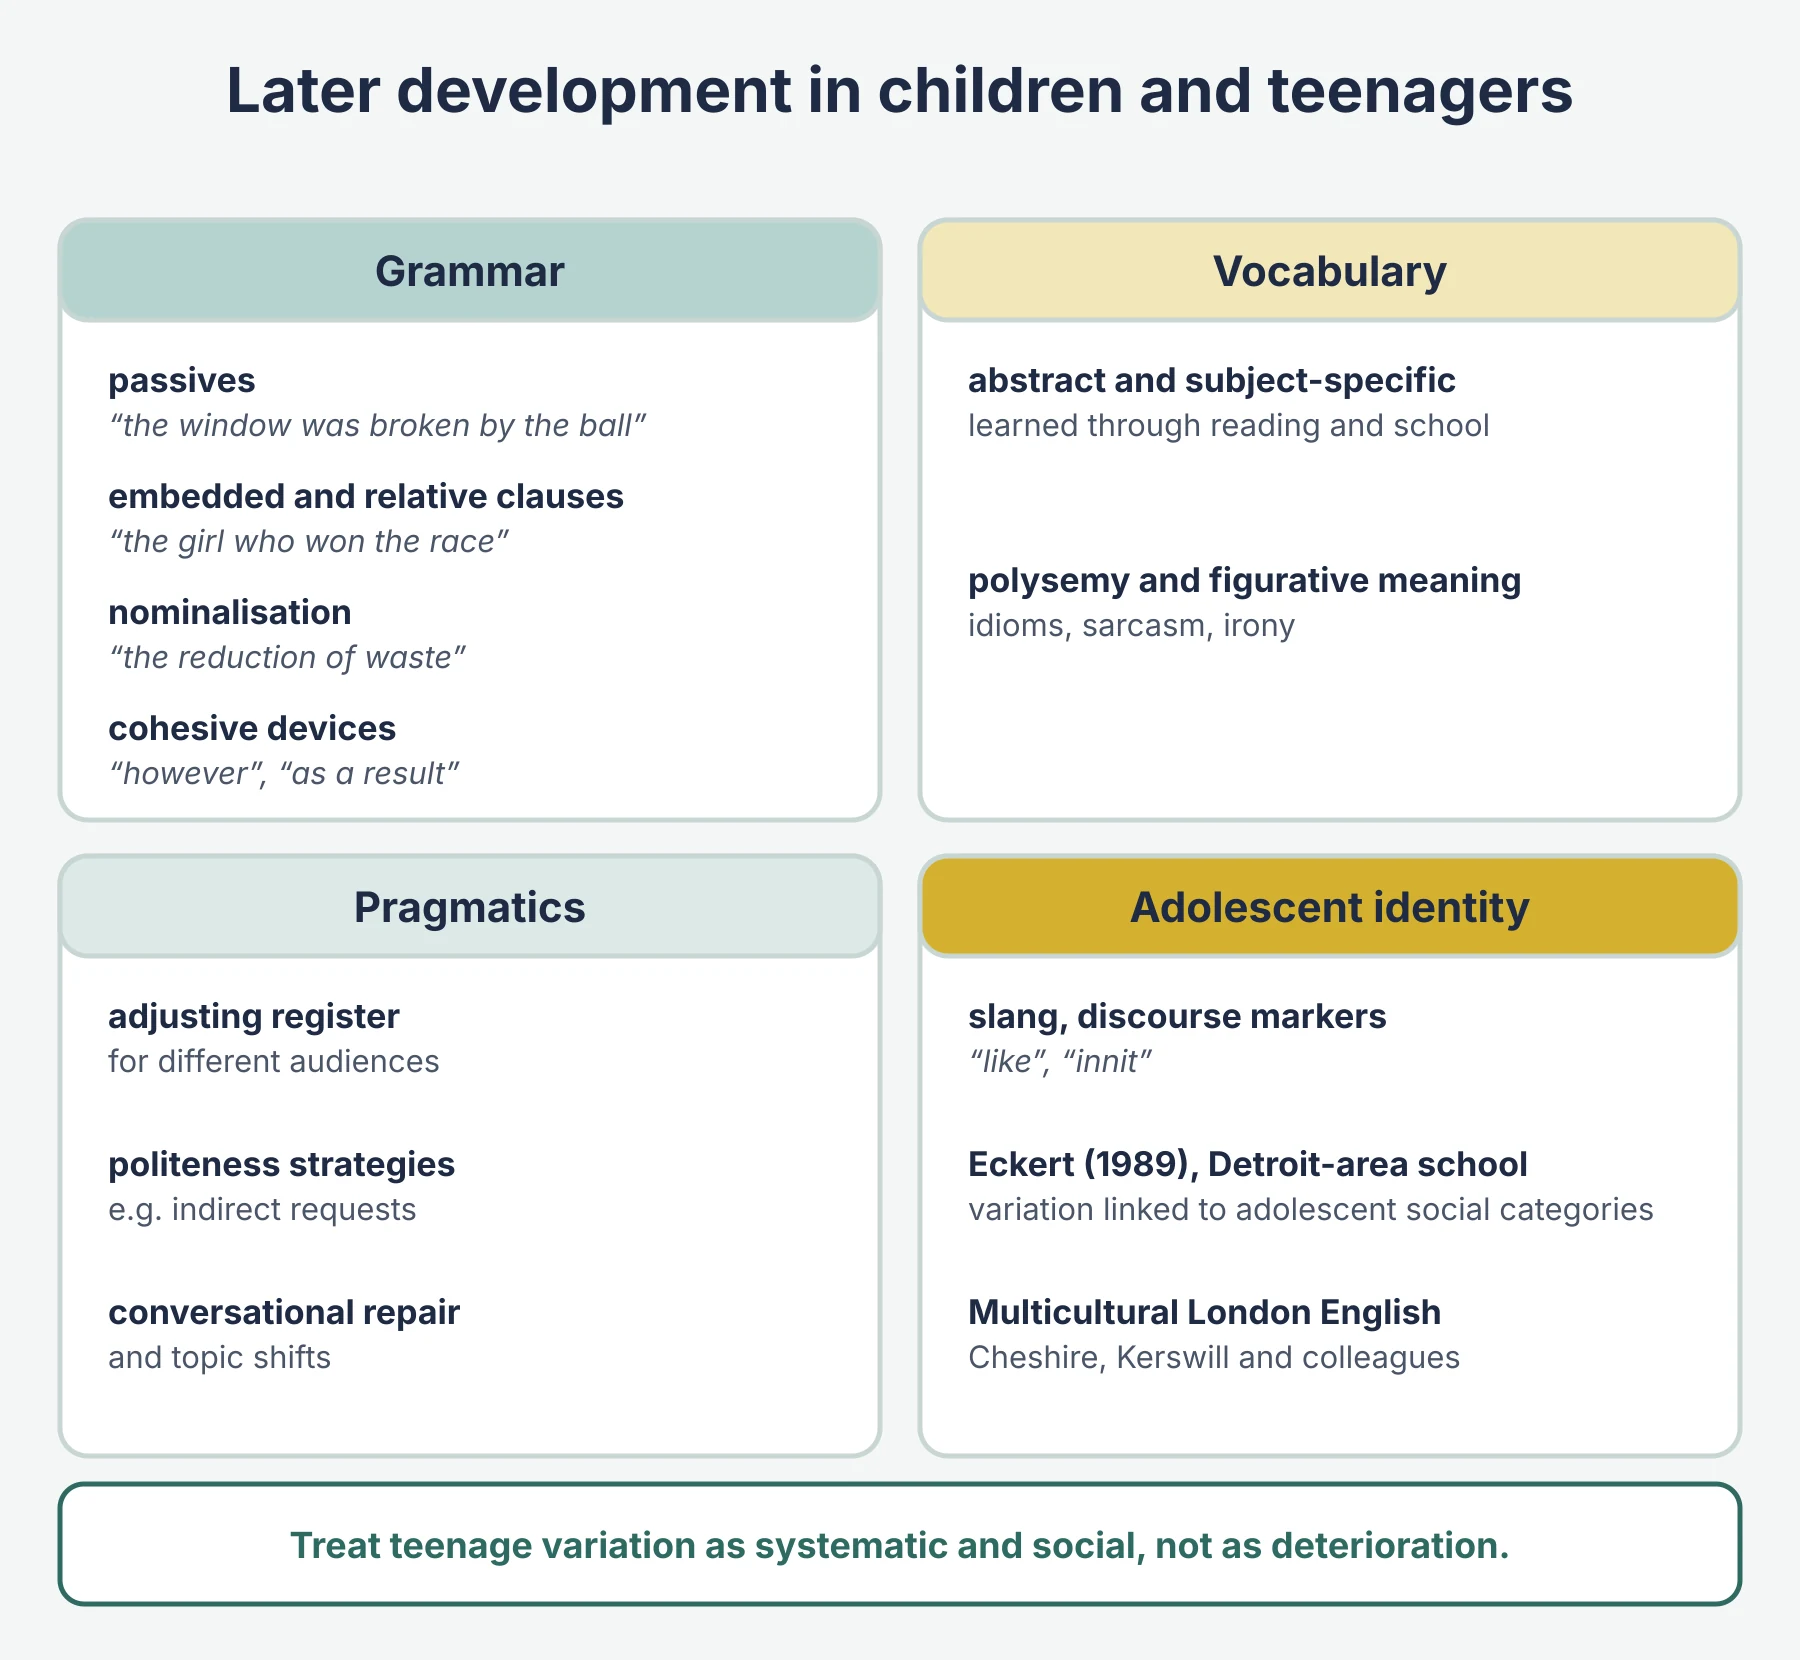 Later development in children and teenagers
Grammar
passives
“the window was broken by the ball”
embedded and relative clauses
“the girl who won the race”
nominalisation
“the reduction of waste”
cohesive devices
“however”, “as a result”
Vocabulary
abstract and subject-specific
learned through reading and school
polysemy and figurative meaning
idioms, sarcasm, irony
Pragmatics
adjusting register
for different audiences
politeness strategies
e.g. indirect requests
conversational repair
and topic shifts
Adolescent identity
slang, discourse markers
“like”, “innit”
Eckert (1989), Detroit-area school
variation linked to adolescent social categories
Multicultural London English
Cheshire, Kerswill and colleagues
Treat teenage variation as systematic and social, not as deterioration.